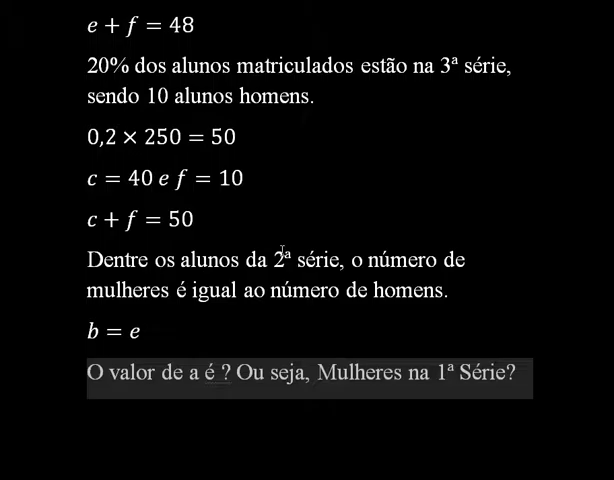 e + f = 48
20% dos alunos matriculados estão na 3ª série,
sendo 10 alunos homens.
0,2 × 250 = 50
c = 40 e f = 10
c + f = 50
Dentre os alunos da 2ª série, o número de
mulheres é igual ao número de homens.
b = e
O valor de a é ? Ou seja, Mulheres na 1ª Série?